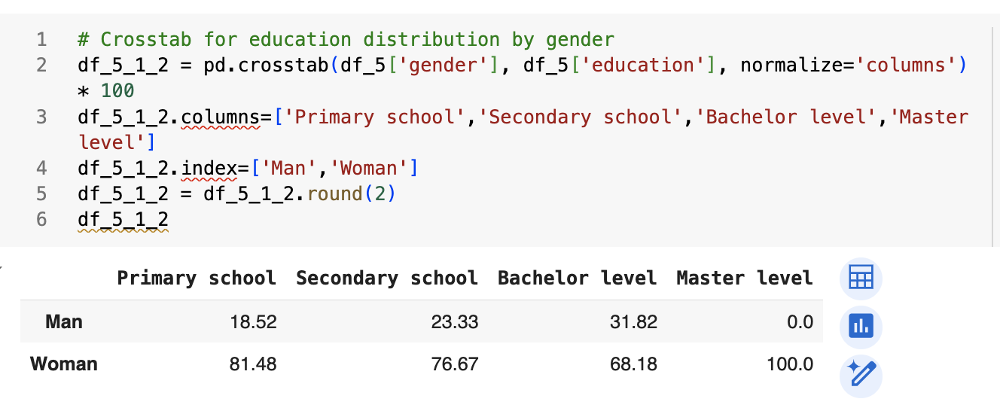 1 # Crosstab for education distribution by gender
2 df_5_1_2 = pd.crosstab(df_5['gender'], df_5['education'], normalize='columns')
* 100
3 df_5_1_2.columns=['Primary school','Secondary school','Bachelor level','Master
level']
4 df_5_1_2.index=['Man','Woman']
5 df_5_1_2 = df_5_1_2.round(2)
6 df_5_1_2
Primary school Secondary school Bachelor level Master level
Man 18.52 23.33 31.82 0.0
Woman 81.48 76.67 68.18 100.0